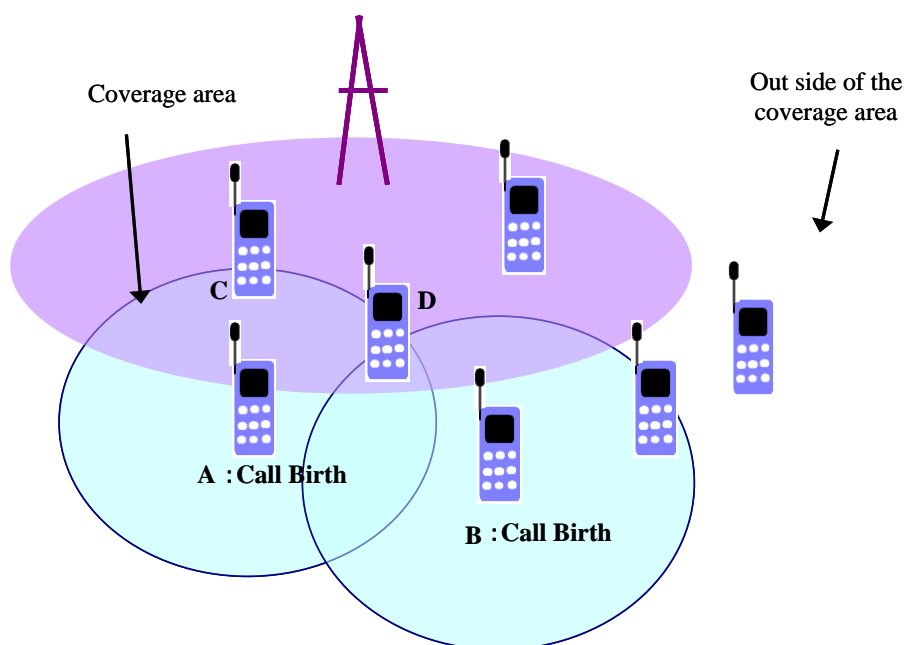 Coverage area
Out side of the
coverage area
C
D
A : Call Birth
B : Call Birth